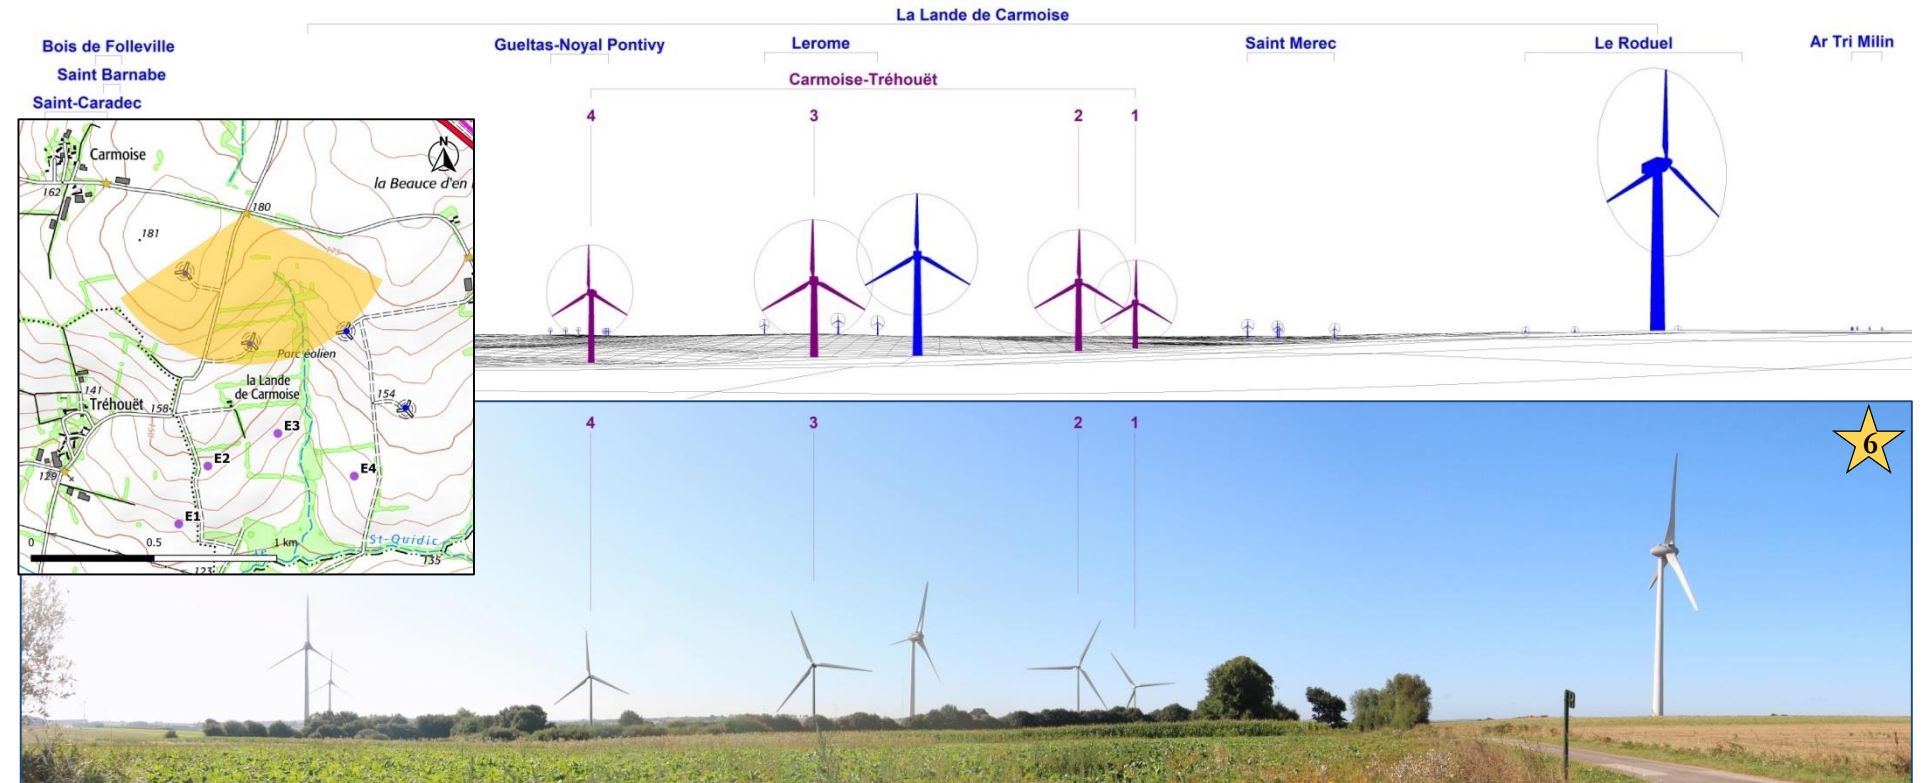 La Lande de Carmoise
Bois de Folleville
Gueltas-Noyal Pontivy
Lerome
Saint Merec
Le Roduel
Ar Tri Milin
Saint Barnabe
Carmoise-Tréhouët
Saint-Caradec
4
3
2
1
N
Carmoise
la Beauce d'en
162
180
181
175
Parc éolien
la Lande
de Carmoise
141
Tréhouët
158
154
150
E3
E2
E4
129
E1
0
0.5
1 km
St-Quidic
135
123
4
3
2
1
6